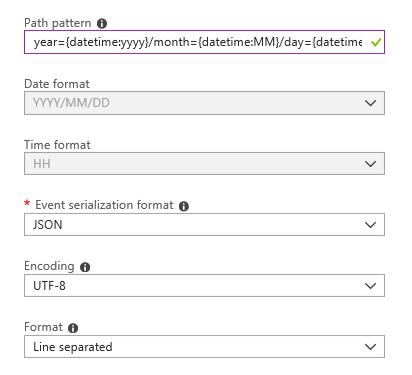 Path pattern
year={datetime:yyyy}/month={datetime:MM}/day={datetime
Date format
YYYY/MM/DD
Time format
HH
* Event serialization format
JSON
Encoding
UTF-8
Format
Line separated